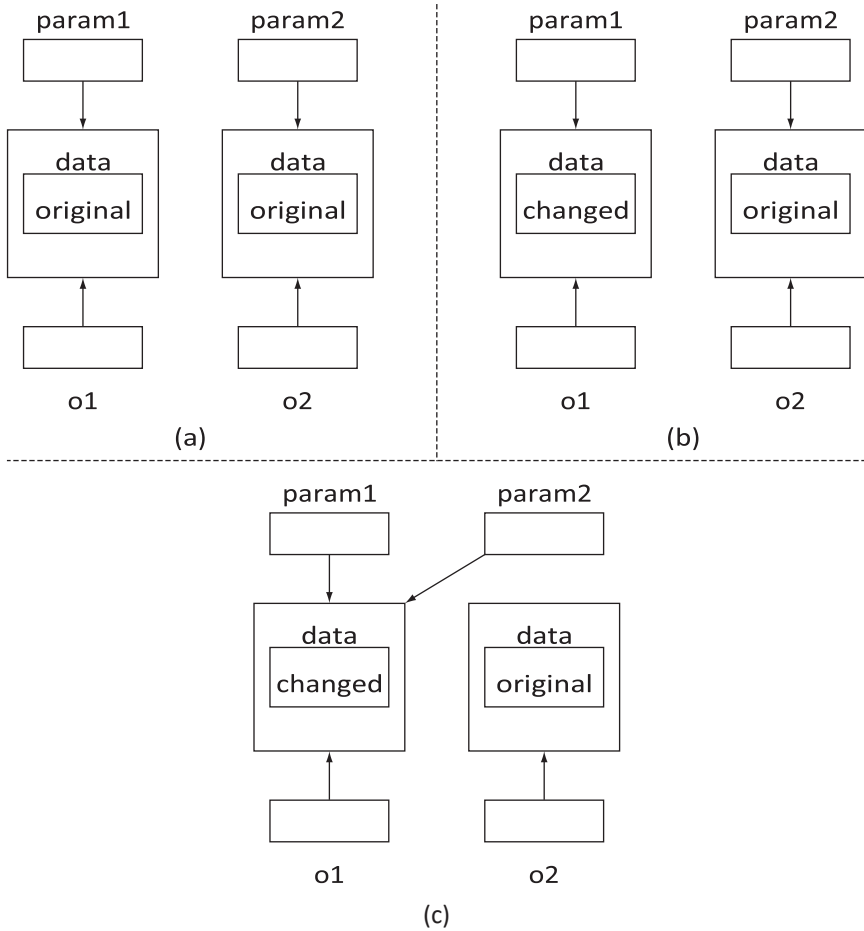 param1 param2
data data
original original
o1 o2
(a)
param1 param2
data data
changed original
o1 o2
(b)
param1 param2
data data
changed original
o1 o2
(c)